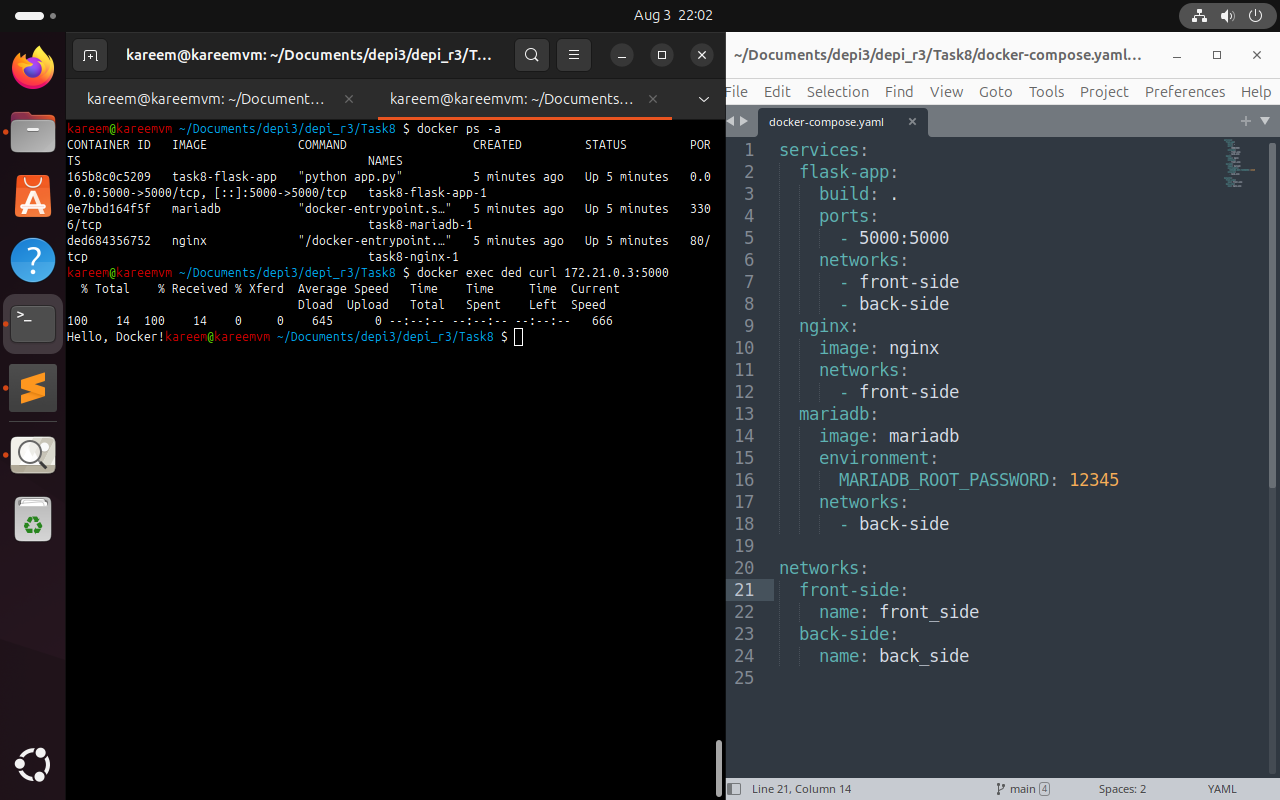 Aug 3 22:02
kareem@kareemvm: ~/Documents/depi3/depi_r3/T...
kareem@kareemvm: ~/Document...
kareem@kareemvm: ~/Documents...
kareem@kareemvm ~/Documents/depi3/depi_r3/Task8 $ docker ps -a
CONTAINER ID   IMAGE             COMMAND                  CREATED         STATUS         POR
TS                                         NAMES
165b8c0c5209   task8-flask-app   "python app.py"          5 minutes ago   Up 5 minutes   0.0
.0.0:5000->5000/tcp, [::]:5000->5000/tcp   task8-flask-app-1
0e7bbd164f5f   mariadb           "docker-entrypoint.s…"   5 minutes ago   Up 5 minutes   330
6/tcp                                      task8-mariadb-1
ded684356752   nginx             "/docker-entrypoint.…"   5 minutes ago   Up 5 minutes   80/
tcp                                        task8-nginx-1
kareem@kareemvm ~/Documents/depi3/depi_r3/Task8 $ docker exec ded curl 172.21.0.3:5000
  % Total    % Received % Xferd  Average Speed   Time    Time     Time  Current
                                 Dload  Upload   Total   Spent    Left  Speed
100    14  100    14    0     0    645      0 --:--:-- --:--:-- --:--:--   666
Hello, Docker!kareem@kareemvm ~/Documents/depi3/depi_r3/Task8 $
~/Documents/depi3/depi_r3/Task8/docker-compose.yaml...
File Edit Selection Find View Goto Tools Project Preferences Help
docker-compose.yaml
1 services:
2   flask-app:
3     build: .
4     ports:
5       - 5000:5000
6     networks:
7       - front-side
8       - back-side
9   nginx:
10     image: nginx
11     networks:
12       - front-side
13   mariadb:
14     image: mariadb
15     environment:
16       MARIADB_ROOT_PASSWORD: 12345
17     networks:
18       - back-side
19
20 networks:
21   front-side:
22     name: front_side
23   back-side:
24     name: back_side
25
Line 21, Column 14
main 4
Spaces: 2
YAML